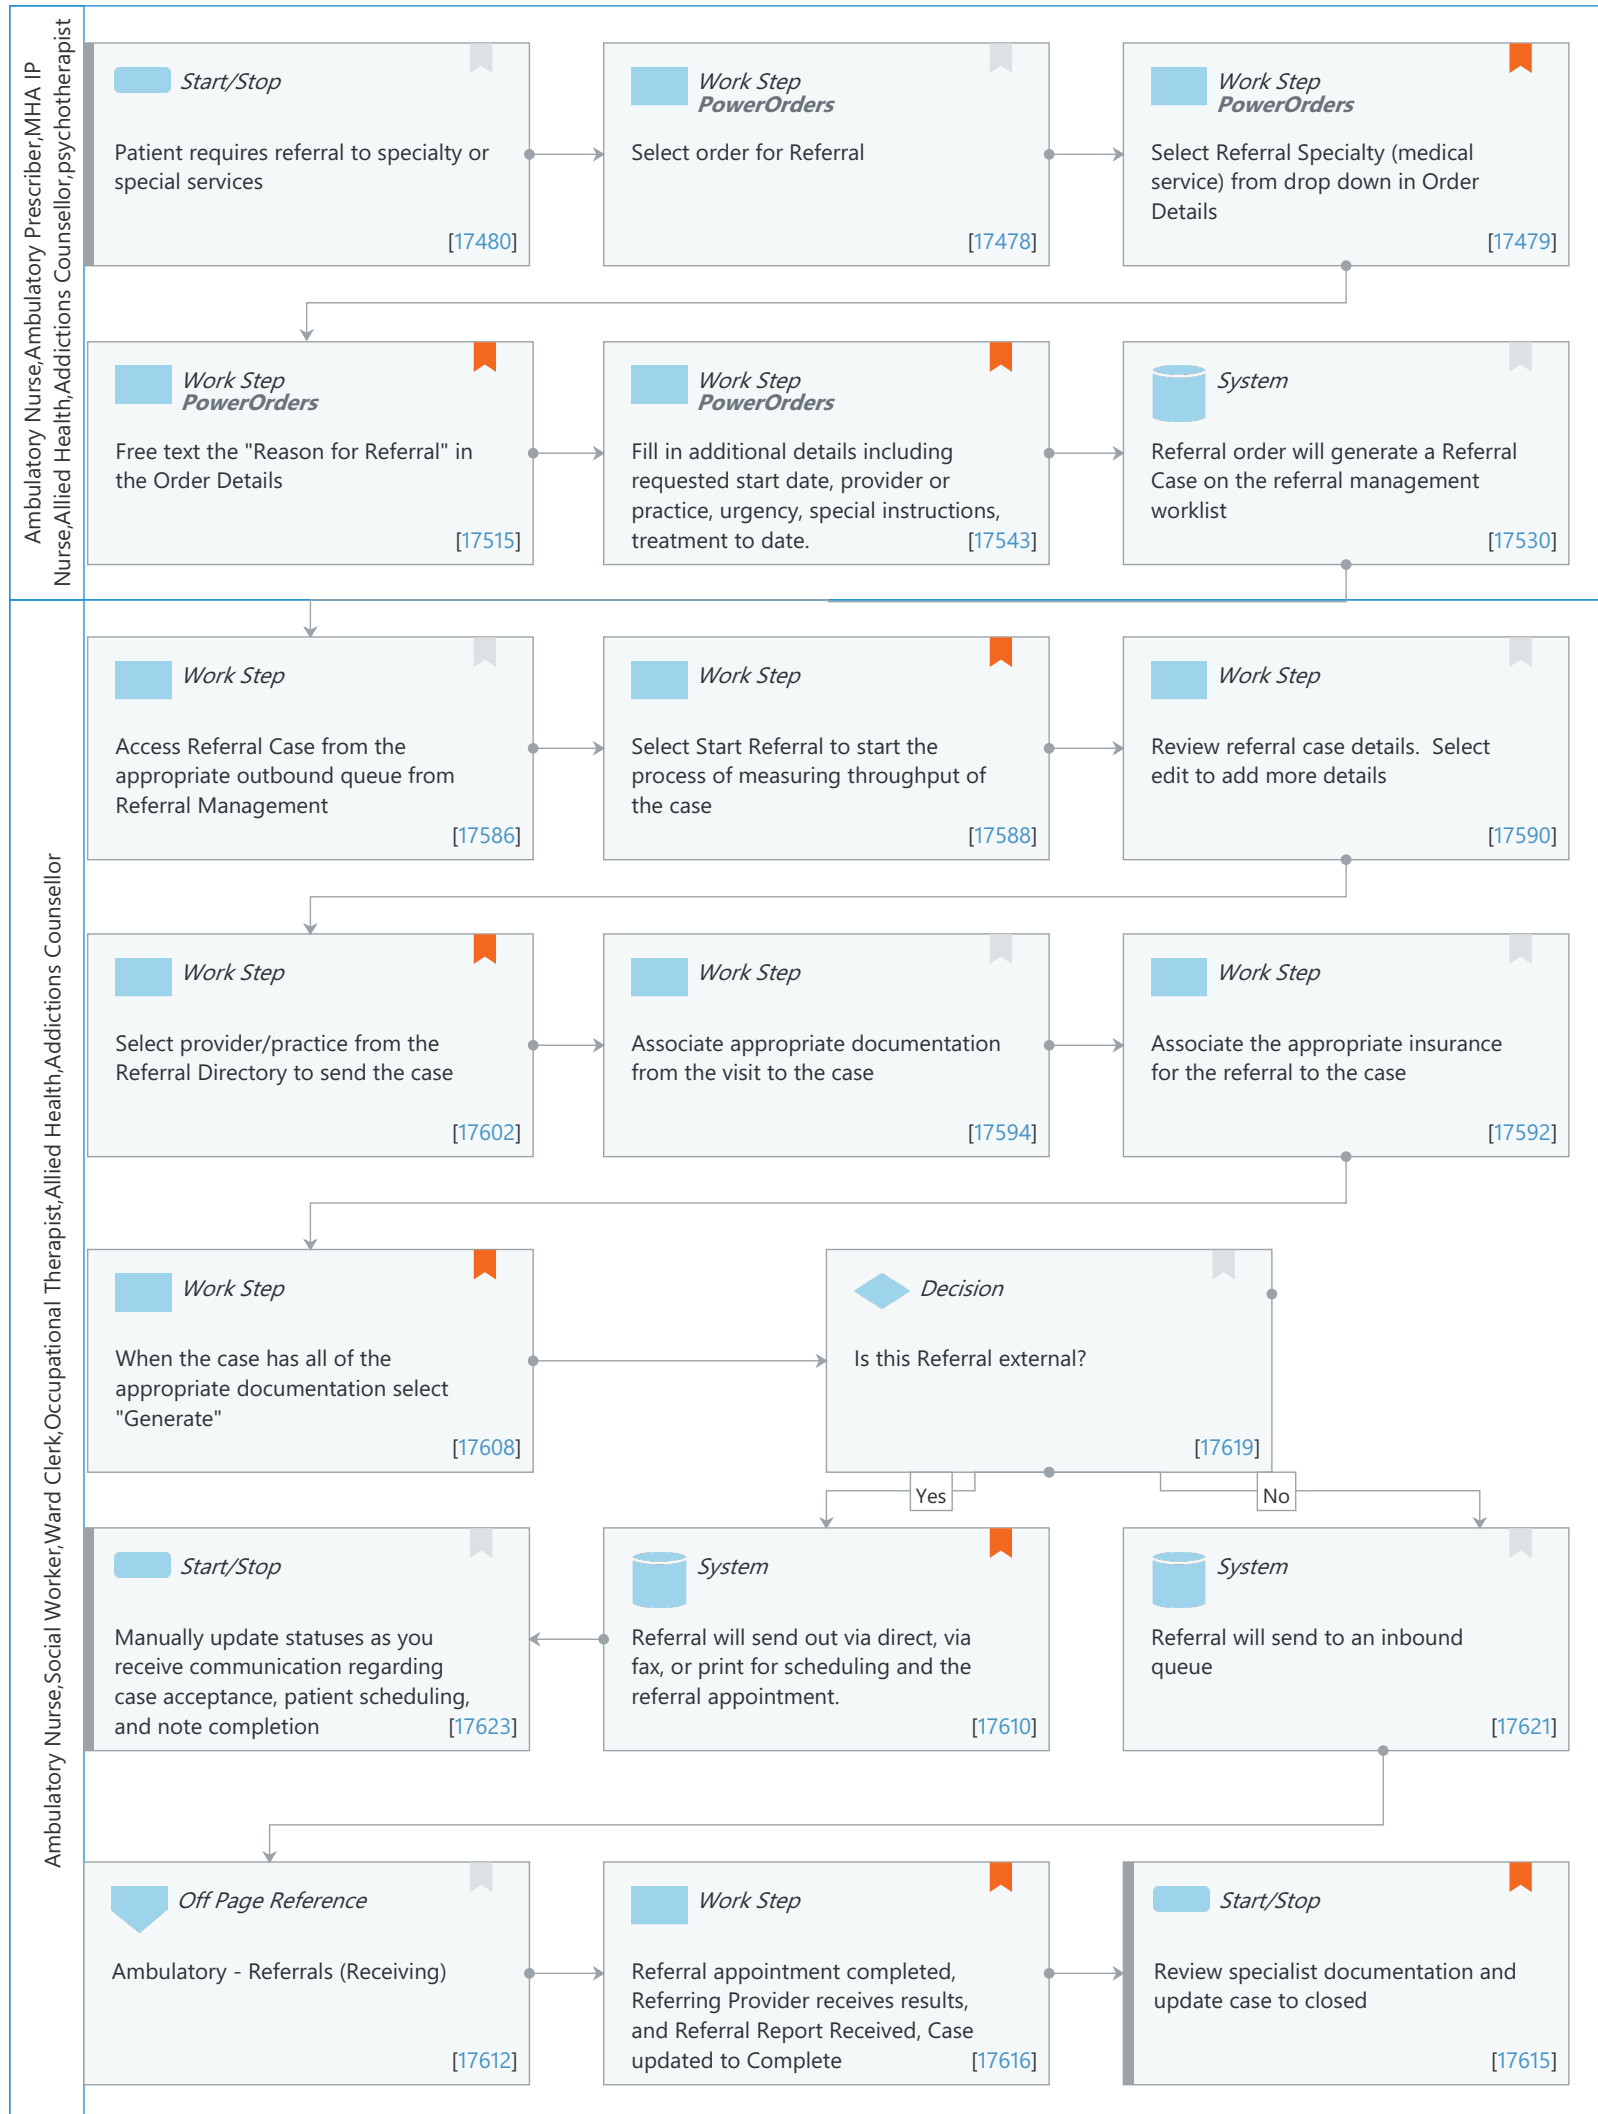 Ambulatory Nurse,Ambulatory Prescriber,MHA IP
Nurse,Allied Health,Addictions Counsellor,psychotherapist
Start/Stop
Patient requires referral to specialty or
special services
[17480]
Work Step
PowerOrders
Select order for Referral
[17478]
Work Step
PowerOrders
Select Referral Specialty (medical
service) from drop down in Order
Details
[17479]
Work Step
PowerOrders
Free text the "Reason for Referral" in
the Order Details
[17515]
Work Step
PowerOrders
Fill in additional details including
requested start date, provider or
practice, urgency, special instructions,
treatment to date.
[17543]
System
Referral order will generate a Referral
Case on the referral management
worklist
[17530]
Ambulatory Nurse,Social Worker,Ward Clerk,Occupational Therapist,Allied Health,Addictions Counsellor
Work Step
Access Referral Case from the
appropriate outbound queue from
Referral Management
[17586]
Work Step
Select Start Referral to start the
process of measuring throughput of
the case
[17588]
Work Step
Review referral case details.  Select
edit to add more details
[17590]
Work Step
Select provider/practice from the
Referral Directory to send the case
[17602]
Work Step
Associate appropriate documentation
from the visit to the case
[17594]
Work Step
Associate the appropriate insurance
for the referral to the case
[17592]
Work Step
When the case has all of the
appropriate documentation select
"Generate"
[17608]
Decision
Is this Referral external?
[17619]
Yes
No
Start/Stop
Manually update statuses as you
receive communication regarding
case acceptance, patient scheduling,
and note completion
[17623]
System
Referral will send out via direct, via
fax, or print for scheduling and the
referral appointment.
[17610]
System
Referral will send to an inbound
queue
[17621]
Off Page Reference
Ambulatory - Referrals (Receiving)
[17612]
Work Step
Referral appointment completed,
Referring Provider receives results,
and Referral Report Received, Case
updated to Complete
[17616]
Start/Stop
Review specialist documentation and
update case to closed
[17615]